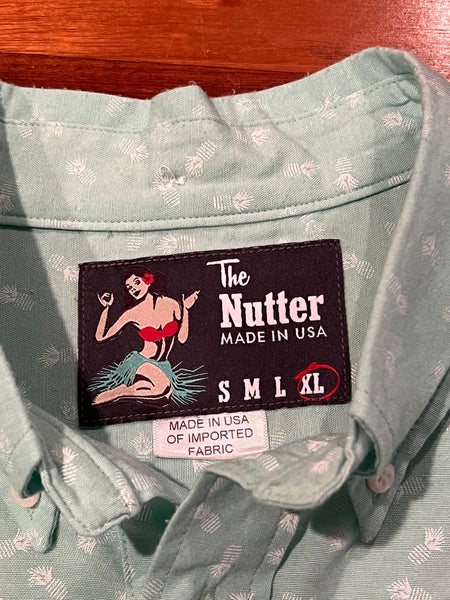 The
Nutter
MADE IN USA
S M L XL
MADE IN USA
OF IMPORTED
FABRIC